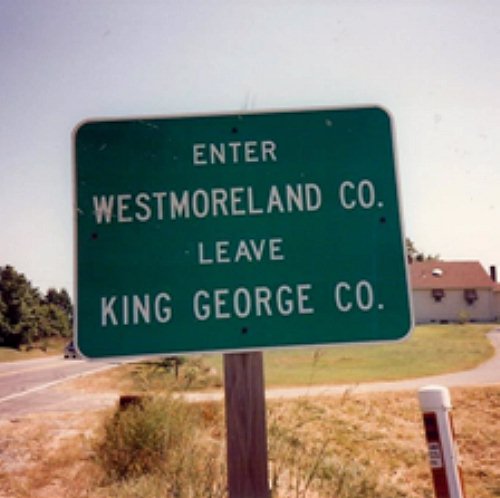 ENTER
WESTMORELAND CO.
LEAVE
KING GEORGE CO.